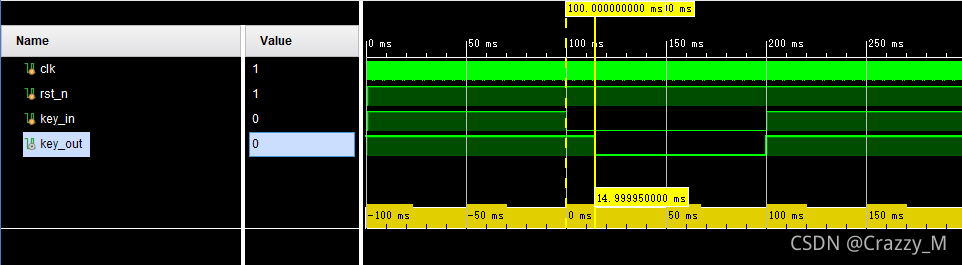 100.000000000 ms 0 ms
Name Value
0 ms 50 ms 100 ms 150 ms 200 ms 250 ms
clk 1
rst_n 1
key_in 0
key_out 0
14.999950000 ms
-100 ms -50 ms 0 ms 50 ms 100 ms 150 ms
CSDN @Crazzy_M